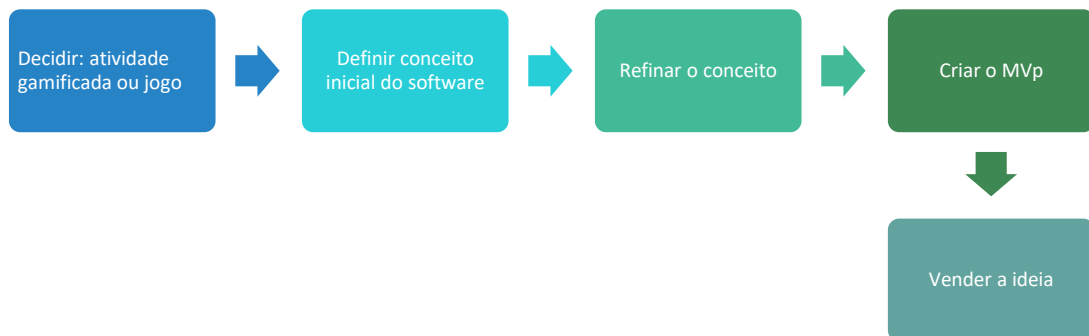 Decidir: atividade
gamificada ou jogo
Definir conceito
inicial do software
Refinar o conceito
Criar o MVp
Vender a ideia